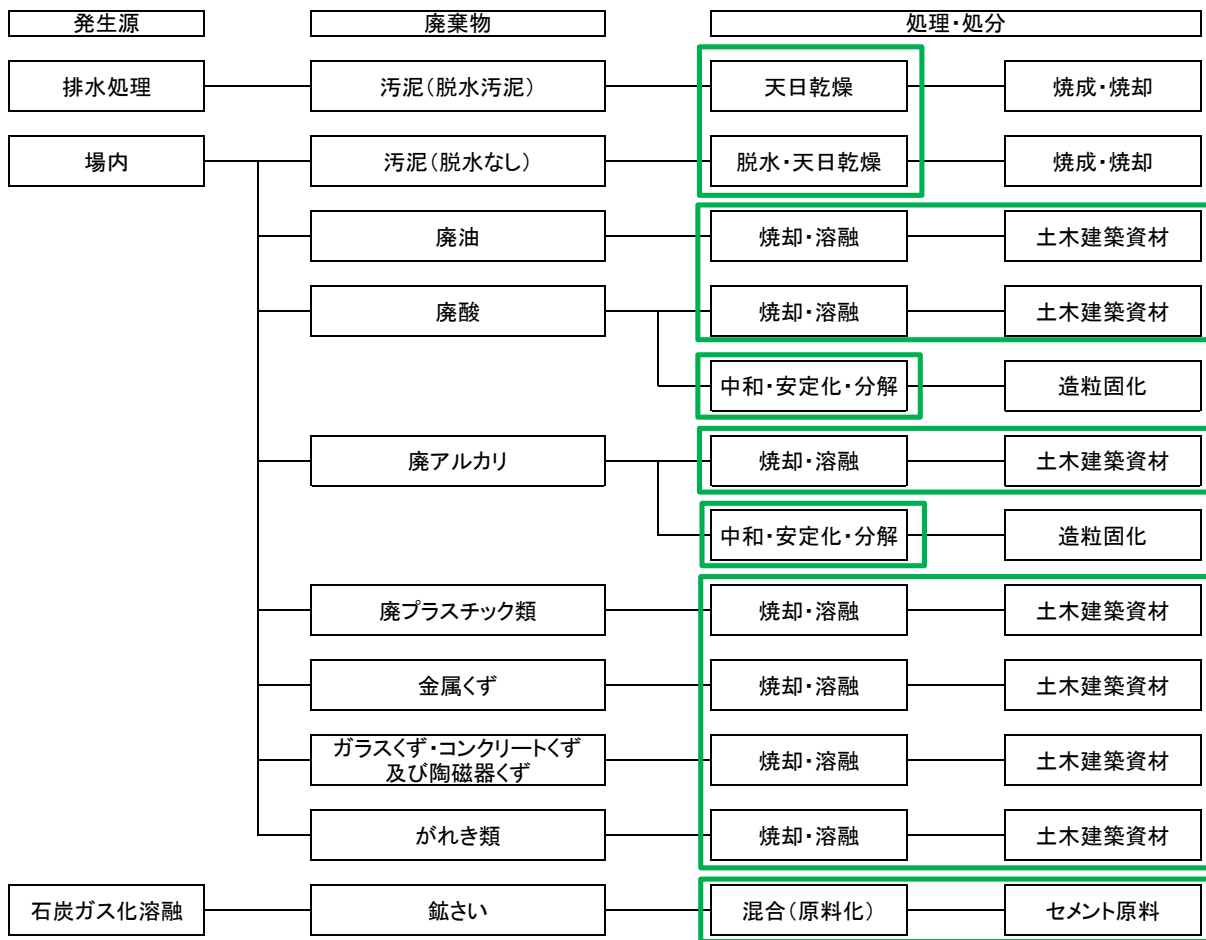 発生源
廃棄物
処理・処分
排水処理
汚泥（脱水汚泥）
天日乾燥
焼成・焼却
場内
汚泥（脱水なし）
脱水・天日乾燥
焼成・焼却
廃油
焼却・溶融
土木建築資材
廃酸
焼却・溶融
土木建築資材
中和・安定化・分解
造粒固化
廃アルカリ
焼却・溶融
土木建築資材
中和・安定化・分解
造粒固化
廃プラスチック類
焼却・溶融
土木建築資材
金属くず
焼却・溶融
土木建築資材
ガラスくず・コンクリートくず
及び陶磁器くず
焼却・溶融
土木建築資材
がれき類
焼却・溶融
土木建築資材
石炭ガス化溶融
鉱さい
混合（原料化）
セメント原料